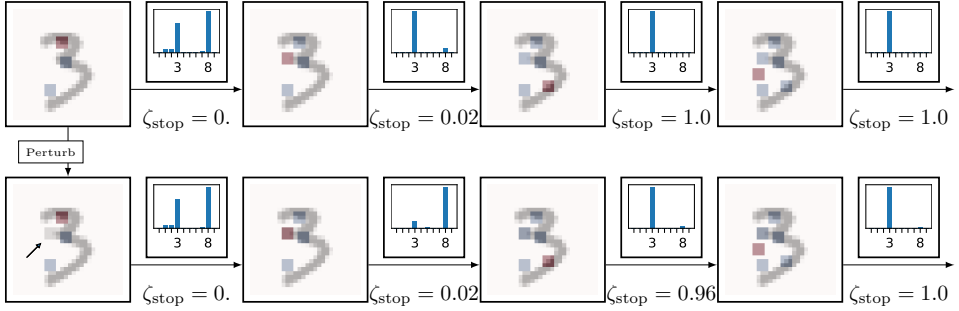 3 8 3 8 3 8 3 8
ζstop = 0. ζstop = 0.02 ζstop = 1.0 ζstop = 1.0
Perturb
3 8 3 8 3 8 3 8
ζstop = 0. ζstop = 0.02 ζstop = 0.96 ζstop = 1.0